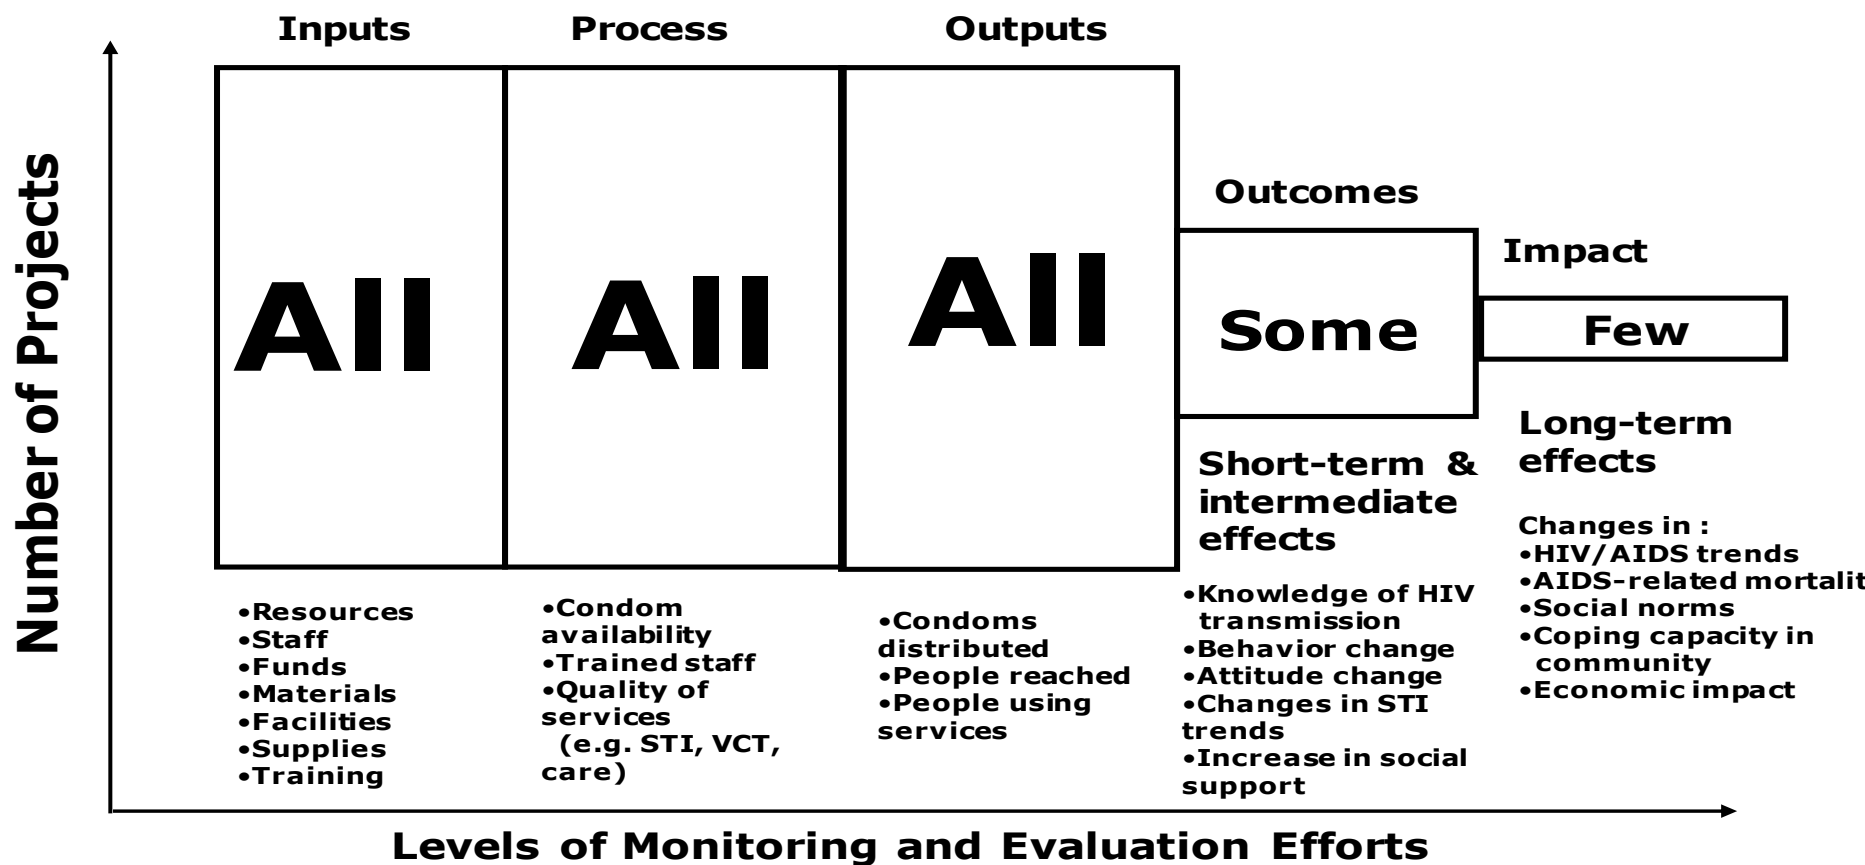 Inputs
Process
Outputs
Outcomes
Impact
Number of Projects
All
All
All
Some
Few
•Resources
•Staff
•Funds
•Materials
•Facilities
•Supplies
•Training
•Condom
availability
•Trained staff
•Quality of
services
(e.g. STI, VCT,
care)
•Condoms
distributed
•People reached
•People using
services
Short-term &
intermediate
effects
•Knowledge of HIV
transmission
•Behavior change
•Attitude change
•Changes in STI
trends
•Increase in social
support
Long-term
effects
Changes in :
•HIV/AIDS trends
•AIDS-related mortalit
•Social norms
•Coping capacity in
community
•Economic impact
Levels of Monitoring and Evaluation Efforts